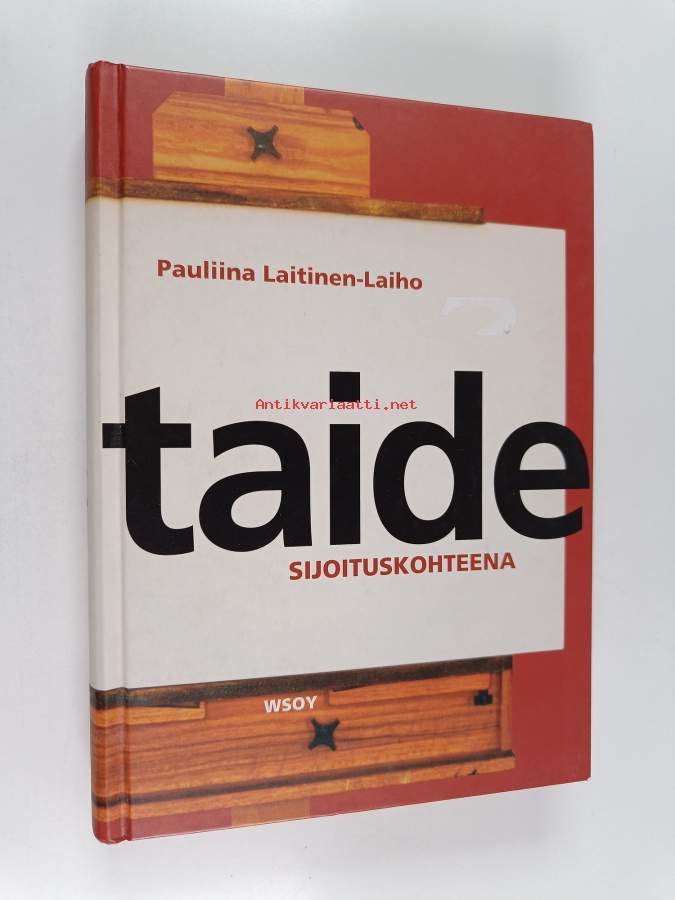 Pauliina Laitinen-Laiho
Antikvariaatti.net
taide
SIJOITUSKOHTEENA
WSOY